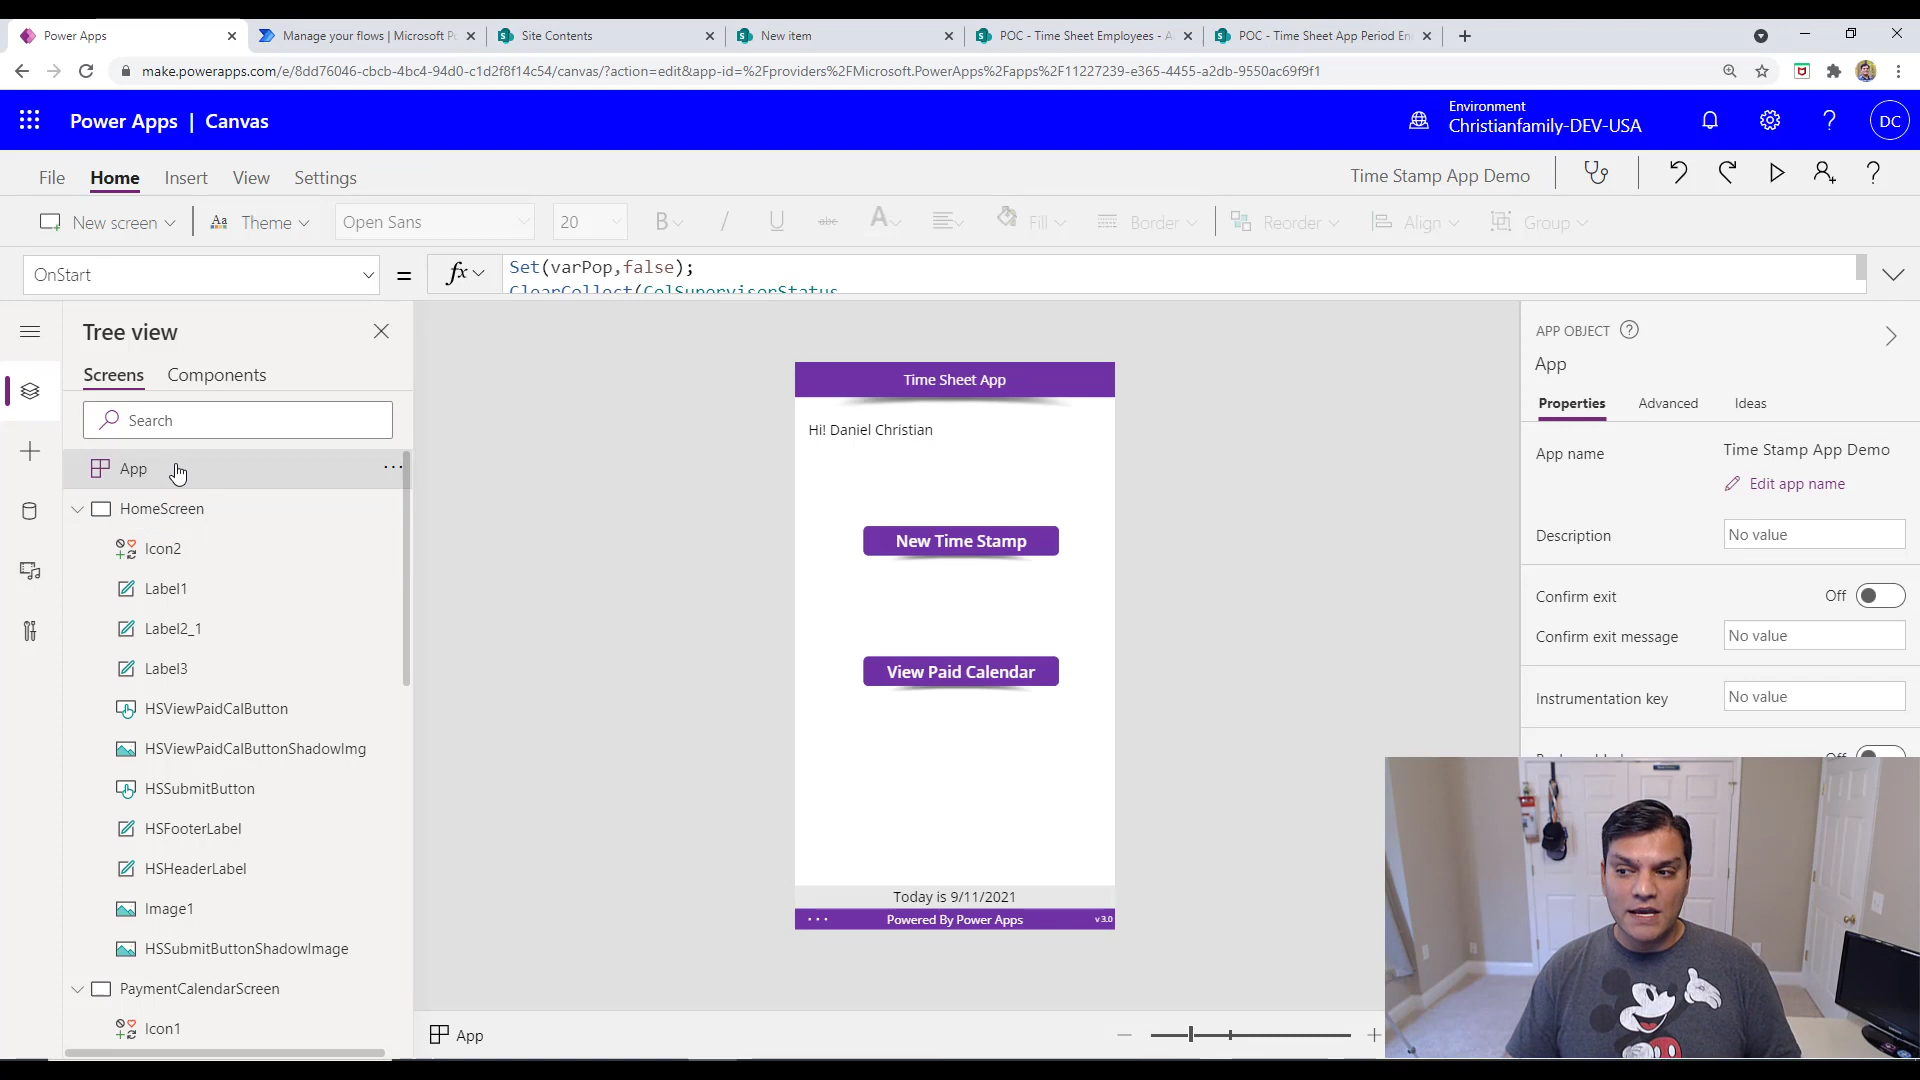 Power Apps
Manage your flows | Microsoft Po
Site Contents
New item
POC - Time Sheet Employees - A
POC - Time Sheet App Period En
make.powerapps.com/e/8dd76046-cbcb-4bc4-94d0-c1d2f8f14c54/canvas/?action=edit&app-id=%2Fproviders%2FMicrosoft.PowerApps%2Fapps%2F11227239-e365-4455-a2db-9550ac69f9f1
Power Apps | Canvas
Environment
Christianfamily-DEV-USA
DC
File Home Insert View Settings
Time Stamp App Demo
New screen Theme Open Sans 20 B / U abc A Fill Border Reorder Align Group
OnStart = fx Set(varPop,false);
ClearCollect(ColSupervisorStatus
Tree view
Screens Components
Search
App
HomeScreen
Icon2
Label1
Label2_1
Label3
HSViewPaidCalButton
HSViewPaidCalButtonShadowImg
HSSubmitButton
HSFooterLabel
HSHeaderLabel
Image1
HSSubmitButtonShadowImage
PaymentCalendarScreen
Icon1
Time Sheet App
Hi! Daniel Christian
New Time Stamp
View Paid Calendar
Today is 9/11/2021
Powered By Power Apps
v 3.0
App
APP OBJECT
App
Properties Advanced Ideas
App name Time Stamp App Demo
Edit app name
Description No value
Confirm exit Off
Confirm exit message No value
Instrumentation key No value
Off